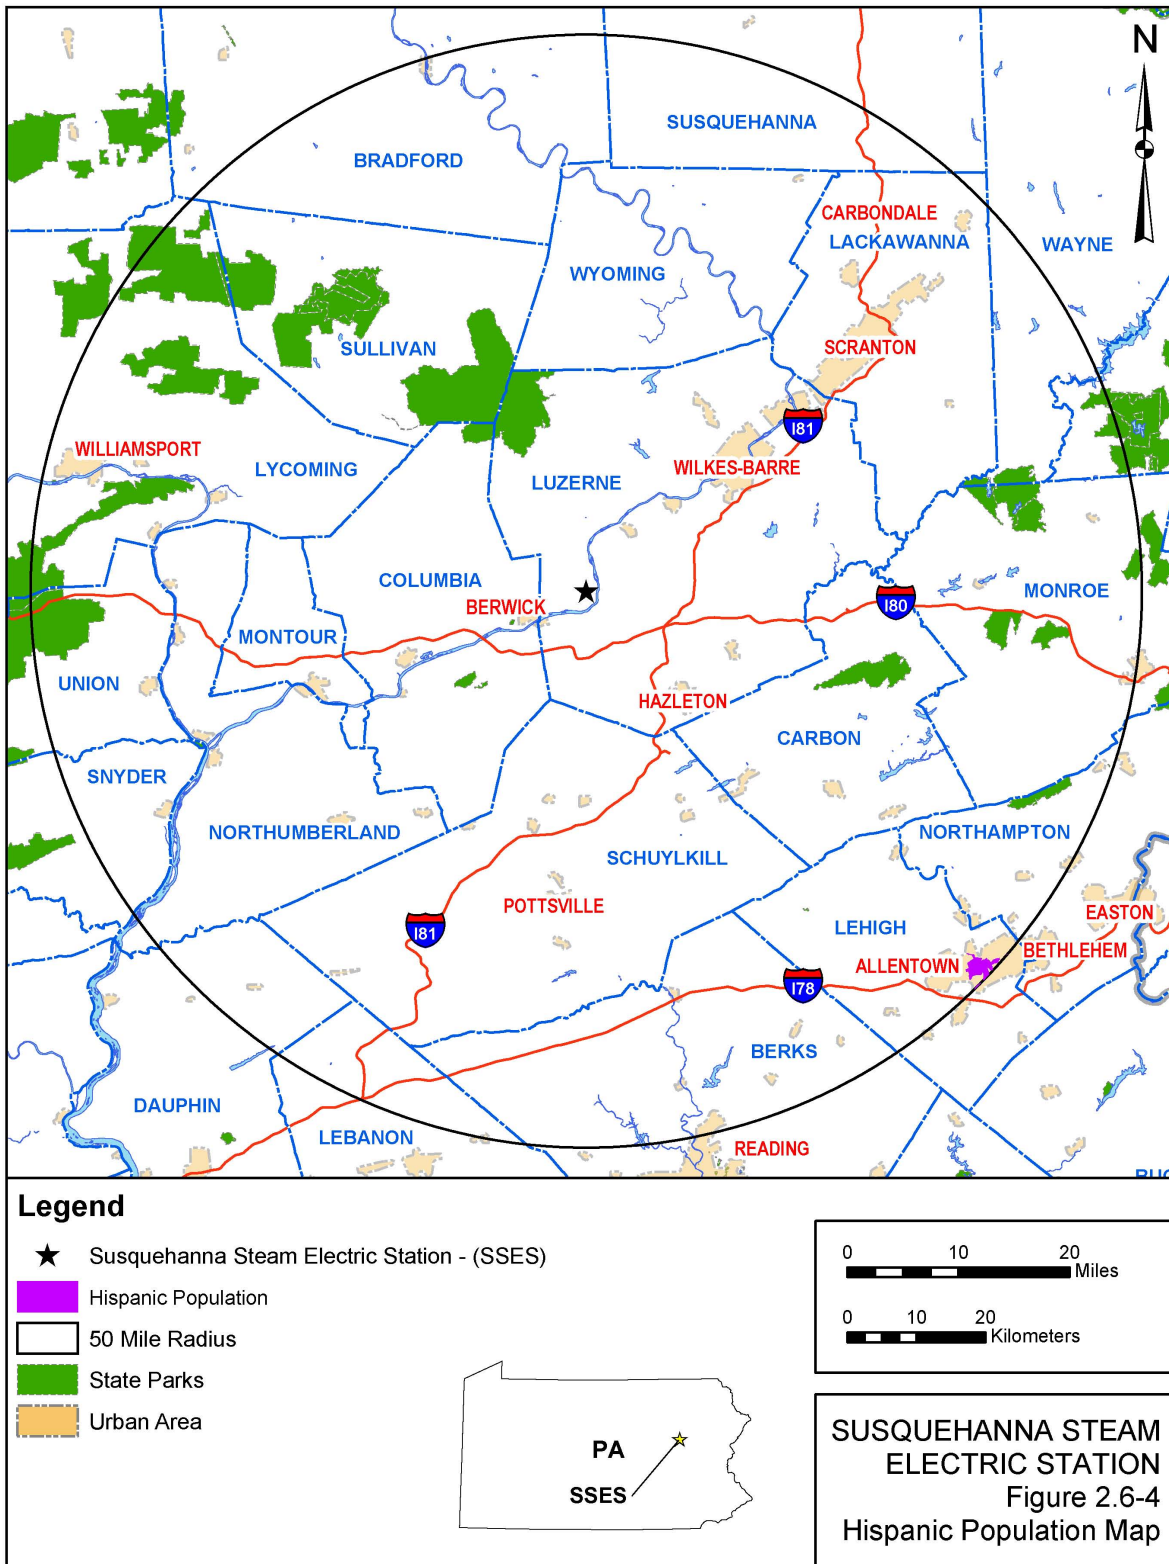 N
SUSQUEHANNA
BRADFORD
CARBONDALE
LACKAWANNA
WAYNE
WYOMING
SCRANTON
SULLIVAN
I81
WILLIAMSPORT
LYCOMING
WILKES-BARRE
LUZERNE
COLUMBIA
MONROE
I80
BERWICK
MONTOUR
UNION
HAZLETON
CARBON
SNYDER
NORTHUMBERLAND
NORTHAMPTON
SCHUYLKILL
POTTSVILLE
EASTON
I81
LEHIGH
BETHLEHEM
ALLENTOWN
I78
BERKS
DAUPHIN
LEBANON
READING
BUC
Legend
Susquehanna Steam Electric Station - (SSES)
Hispanic Population
50 Mile Radius
State Parks
Urban Area
PA
SSES
0 10 20
Miles
0 10 20
Kilometers
SUSQUEHANNA STEAM
ELECTRIC STATION
Figure 2.6-4
Hispanic Population Map